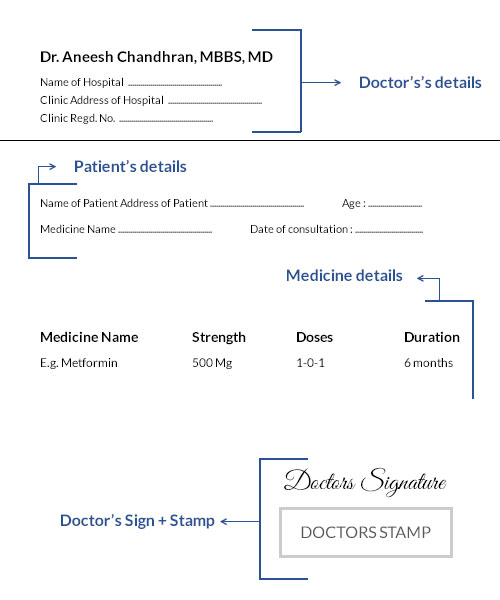 Dr. Aneesh Chandhran, MBBS, MD
Name of Hospital ........................
Clinic Address of Hospital ........................
Clinic Regd. No. ........................
Doctor's's details
Patient's details
Name of Patient Address of Patient ........................ Age : ..............
Medicine Name ........................ Date of consultation : ..................
Medicine details
Medicine Name Strength Doses Duration
E.g. Metformin 500 Mg 1-0-1 6 months
Doctor's Sign + Stamp
Doctors Signature
DOCTORS STAMP